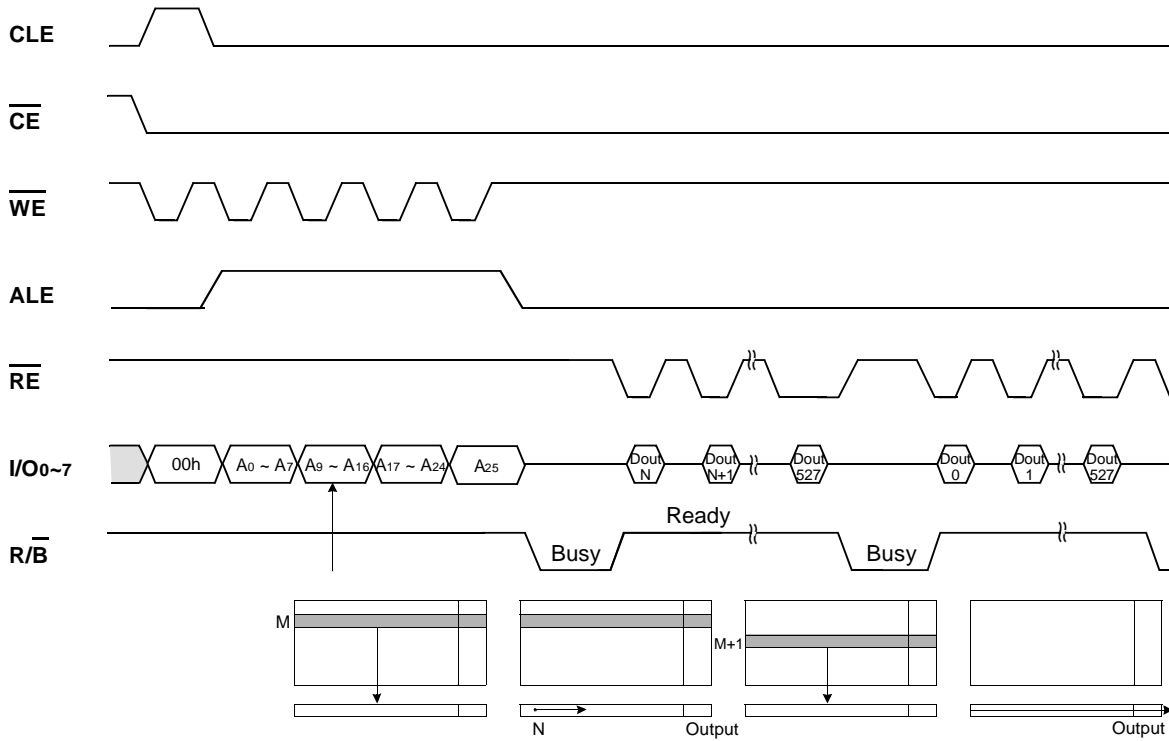 CLE
CE
WE
ALE
RE
I/O0~7
00h
A0 ~ A7
A9 ~ A16
A17 ~ A24
A25
Dout
N
Dout
N+1
Dout
527
Dout
0
Dout
1
Dout
527
R/B
Busy
Ready
Busy
M
M+1
N
Output
Output